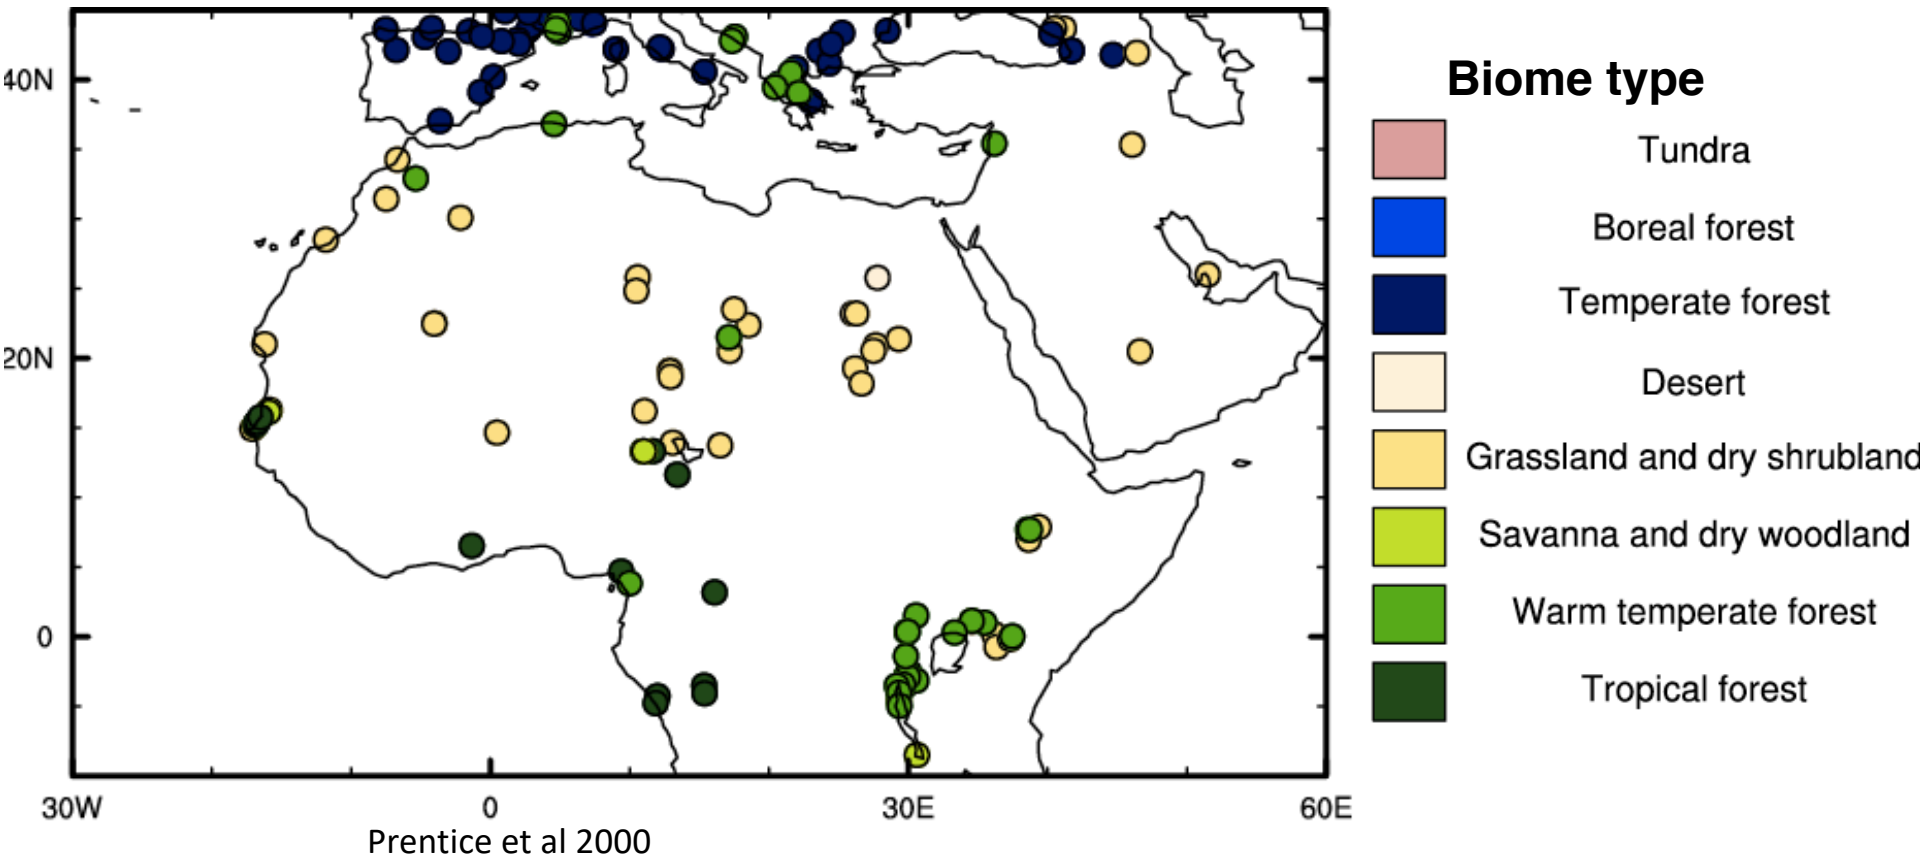 40N
20N
0
30W
0
30E
60E
Prentice et al 2000
Biome type
Tundra
Boreal forest
Temperate forest
Desert
Grassland and dry shrubland
Savanna and dry woodland
Warm temperate forest
Tropical forest